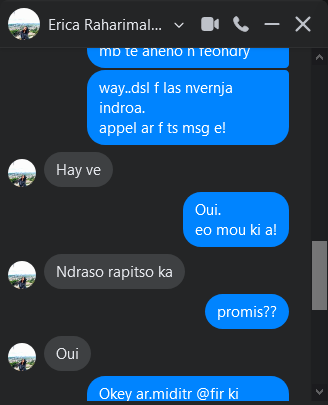 Erica Raharimal...
mb te aheno n feondry
way..dsl f las nvernja
indroa.
appel ar f ts msg e!
Hay ve
Oui.
eo mou ki a!
Ndraso rapitso ka
promis??
Oui
Okey ar.miditr @fir ki